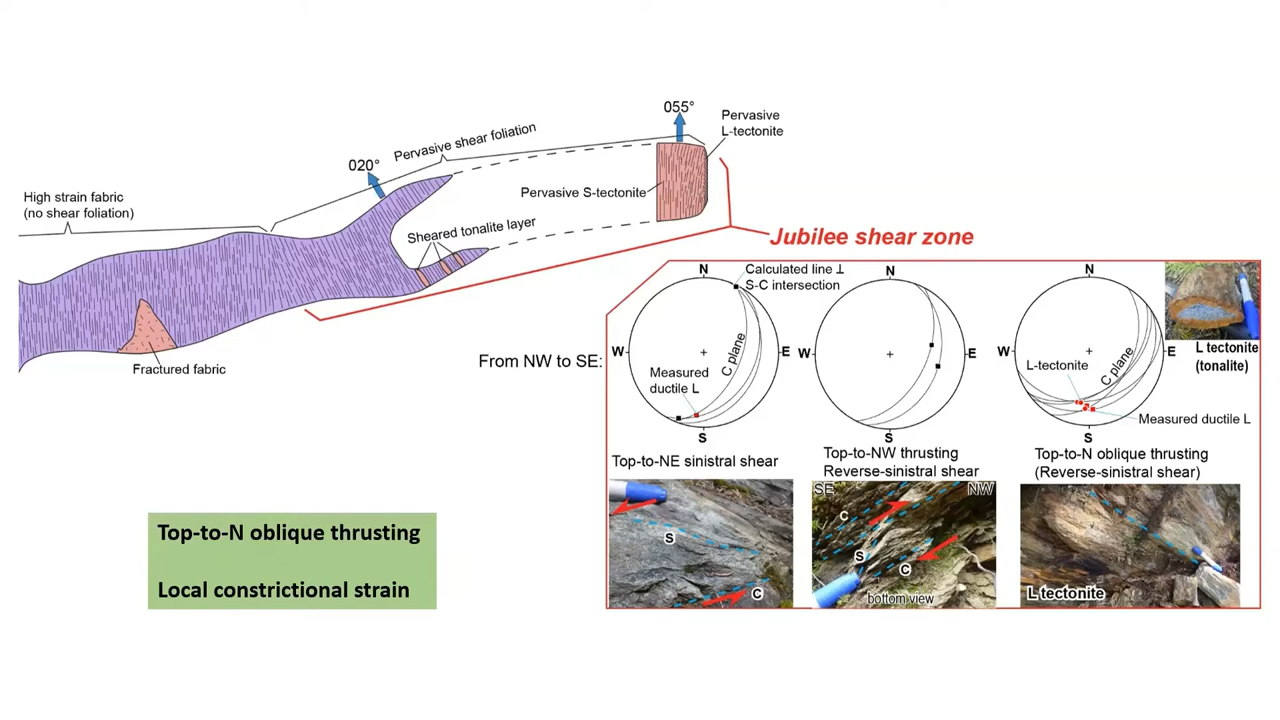 055°
Pervasive
L-tectonite
Pervasive shear foliation
020°
High strain fabric
(no shear foliation)
Pervasive S-tectonite
Sheared tonalite layer
Jubilee shear zone
Fractured fabric
From NW to SE:
N
Calculated line ⊥
S-C intersection
W
E
C plane
Measured
ductile L
S
Top-to-NE sinistral shear
N
W
E
S
Top-to-NW thrusting
Reverse-sinistral shear
N
W
E
L-tectonite
C plane
Measured ductile L
S
L tectonite
(tonalite)
Top-to-N oblique thrusting
(Reverse-sinistral shear)
S
C
SE
NW
C
S
C
bottom view
L tectonite
Top-to-N oblique thrusting
Local constrictional strain